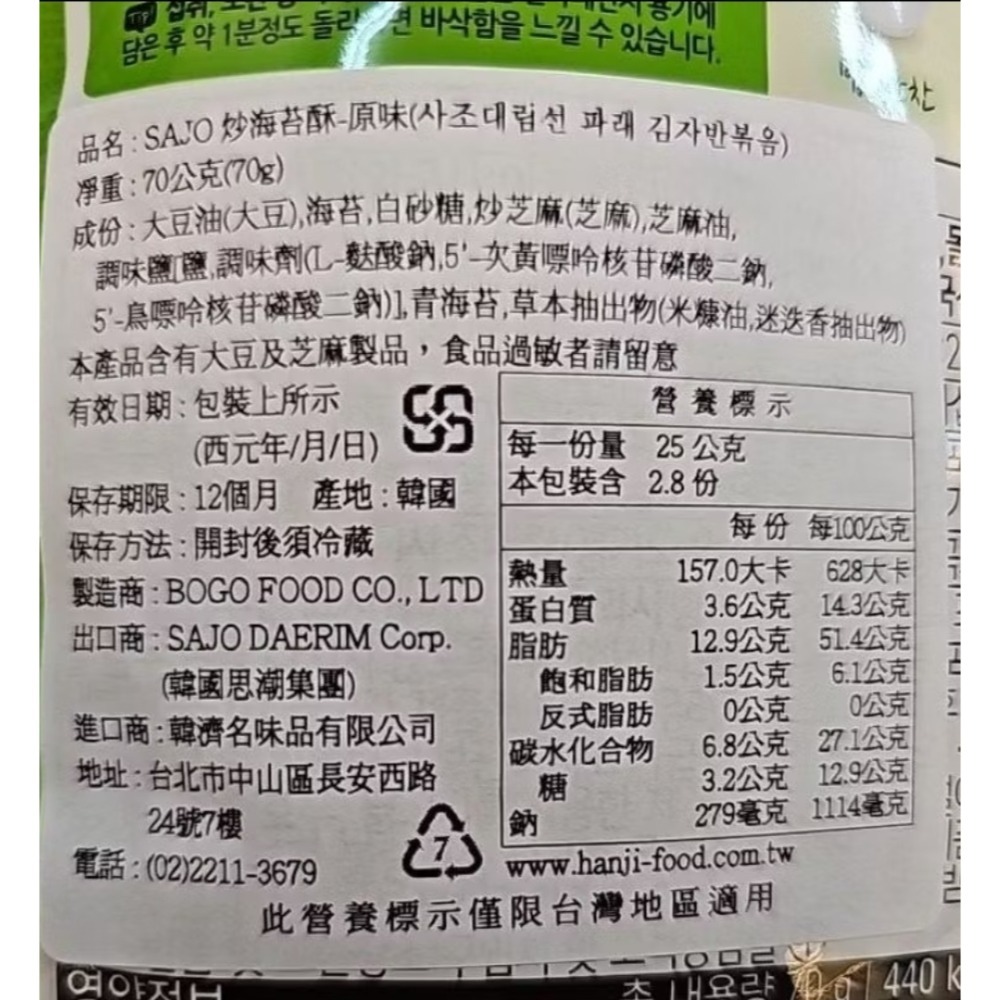 담은 후 약 1분정도 돌리면 바삭함을 느낄 수 있습니다.
品名:SAJO 炒海苔酥-原味(사조대림선 파래 김자반볶음)
淨重:70公克(70g)
成份:大豆油(大豆),海苔,白砂糖,炒芝麻(芝麻),芝麻油,
調味鹽[鹽,調味劑(L-麩酸鈉,5'-次黃嘌呤核苷磷酸二鈉,
5'-鳥嘌呤核苷磷酸二鈉)],青海苔,草本抽出物(米糠油,迷迭香抽出物)
本產品含有大豆及芝麻製品,食品過敏者請留意
有效日期:包裝上所示
(西元年/月/日)
保存期限:12個月 產地:韓國
保存方法:開封後須冷藏
製造商:BOGO FOOD CO., LTD
出口商:SAJO DAERIM Corp.
(韓國思潮集團)
進口商:韓濟名味品有限公司
地址:台北市中山區長安西路
24號7樓
電話:(02)2211-3679
7
營養標示
每一份量 25 公克
本包裝含 2.8 份
每份 每100公克
熱量 157.0大卡 628大卡
蛋白質 3.6公克 14.3公克
脂肪 12.9公克 51.4公克
飽和脂肪 1.5公克 6.1公克
反式脂肪 0公克 0公克
碳水化合物 6.8公克 27.1公克
糖 3.2公克 12.9公克
鈉 279毫克 1114毫克
www.hanji-food.com.tw
此營養標示僅限台灣地區適用
영양정보 총 내용량 440 k